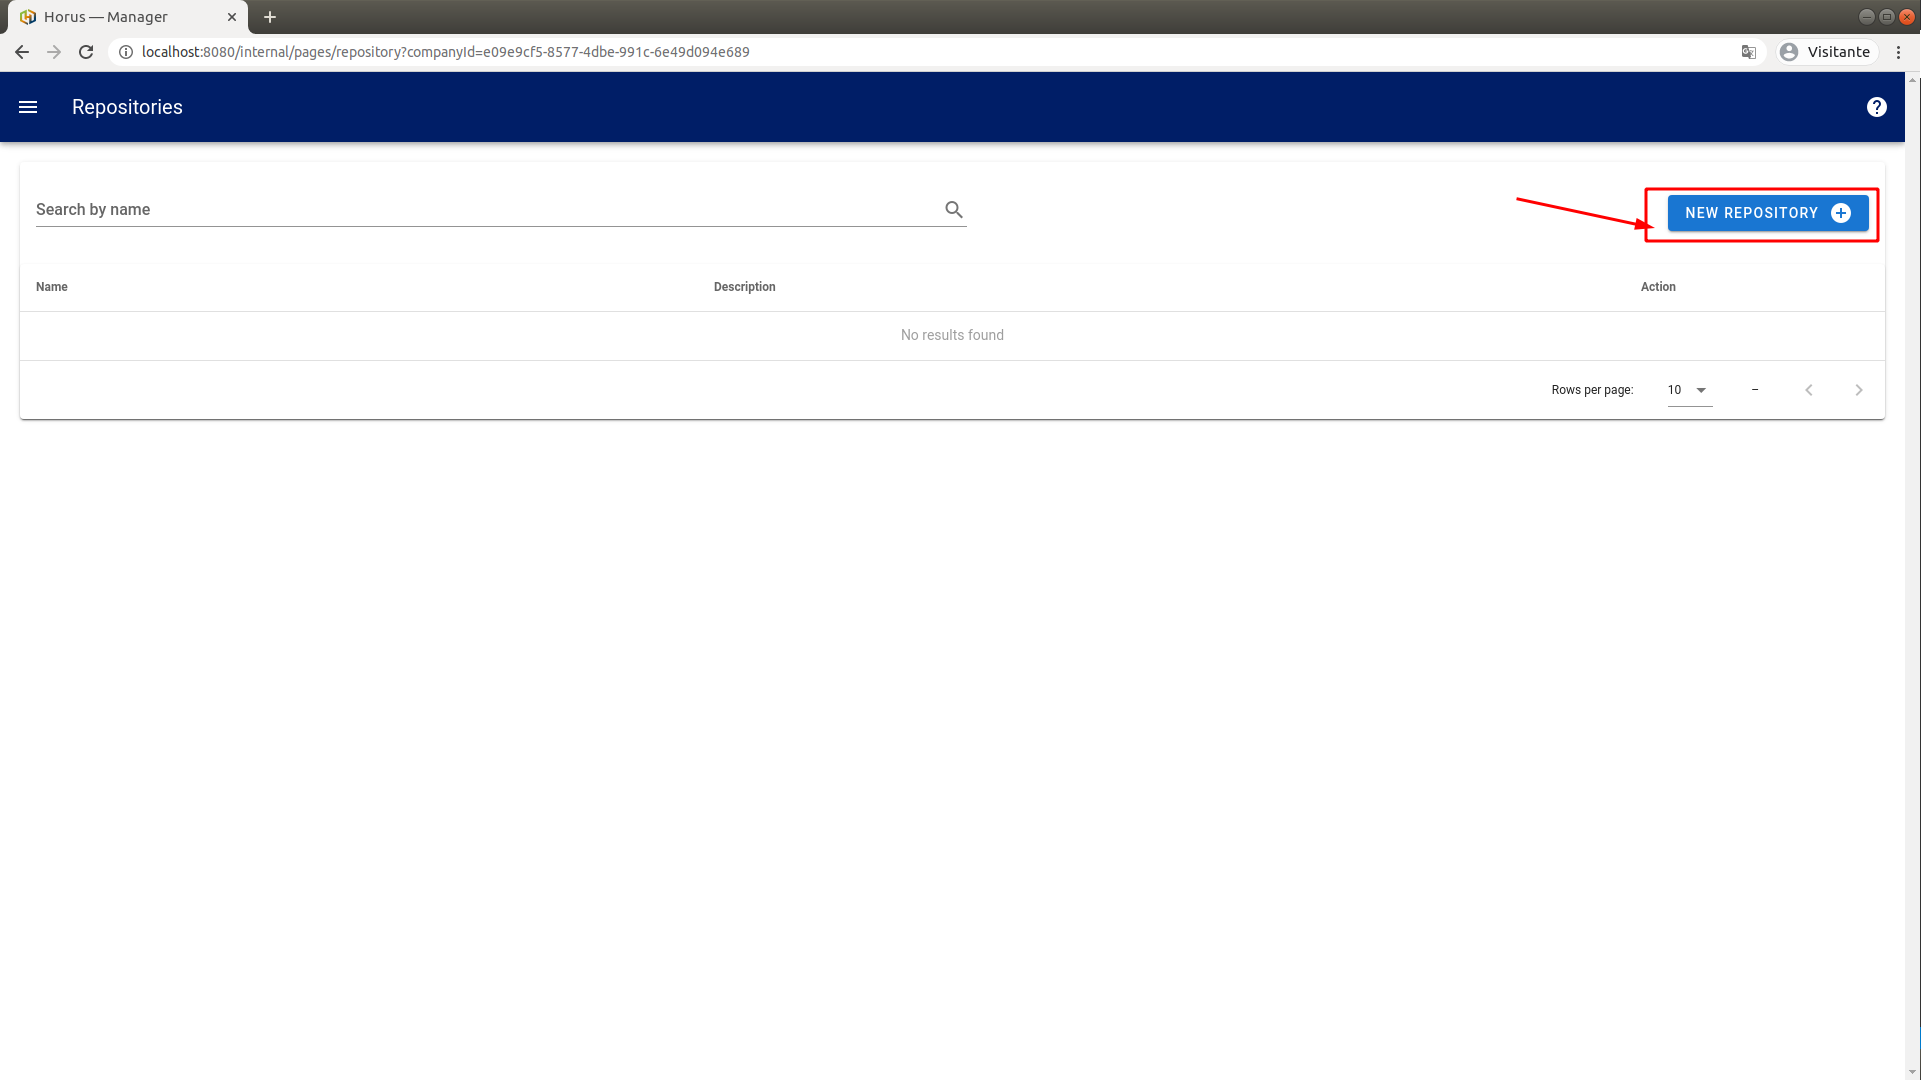 Horus — Manager
localhost:8080/internal/pages/repository?companyId=e09e9cf5-8577-4dbe-991c-6e49d094e689
Visitante
Repositories
Search by name
NEW REPOSITORY
Name Description Action
No results found
Rows per page: 10 –